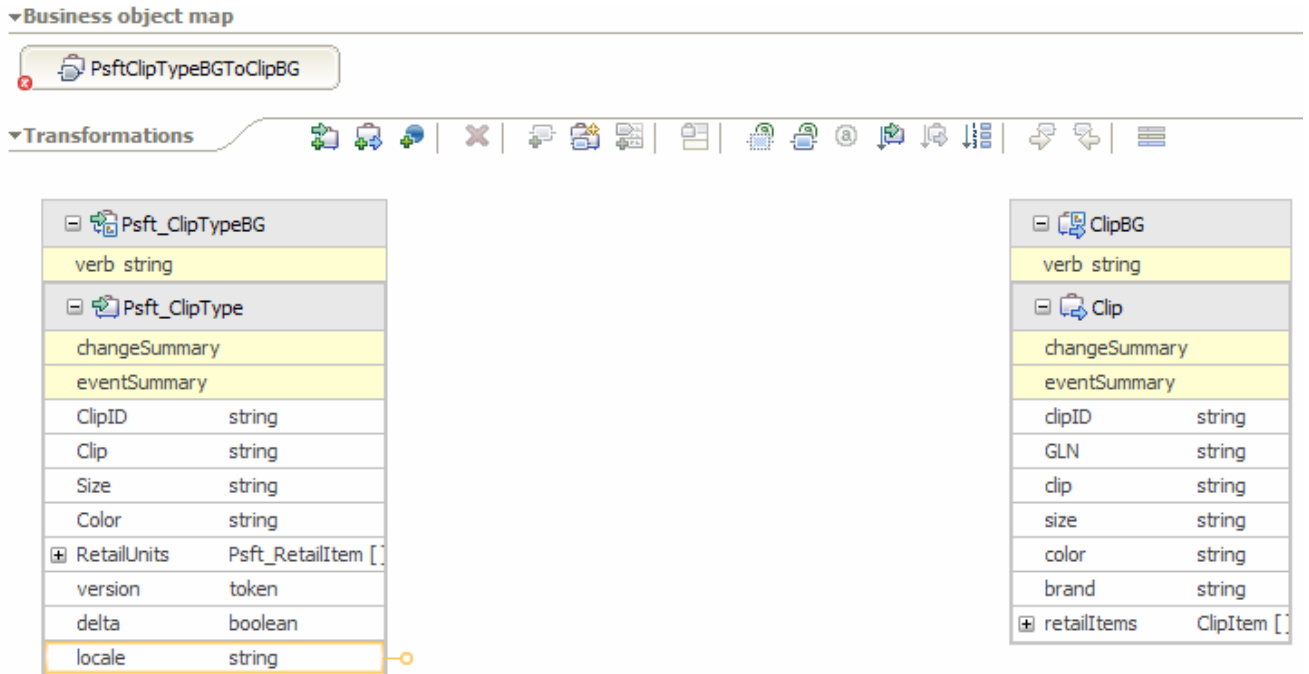 Business object map
PsftClipTypeBGToClipBG
Transformations
Psft_ClipTypeBG
verb string
Psft_ClipType
changeSummary
eventSummary
ClipID string
Clip string
Size string
Color string
RetailUnits Psft_RetailItem []
version token
delta boolean
locale string
ClipBG
verb string
Clip
changeSummary
eventSummary
clipID string
GLN string
clip string
size string
color string
brand string
retailItems ClipItem []